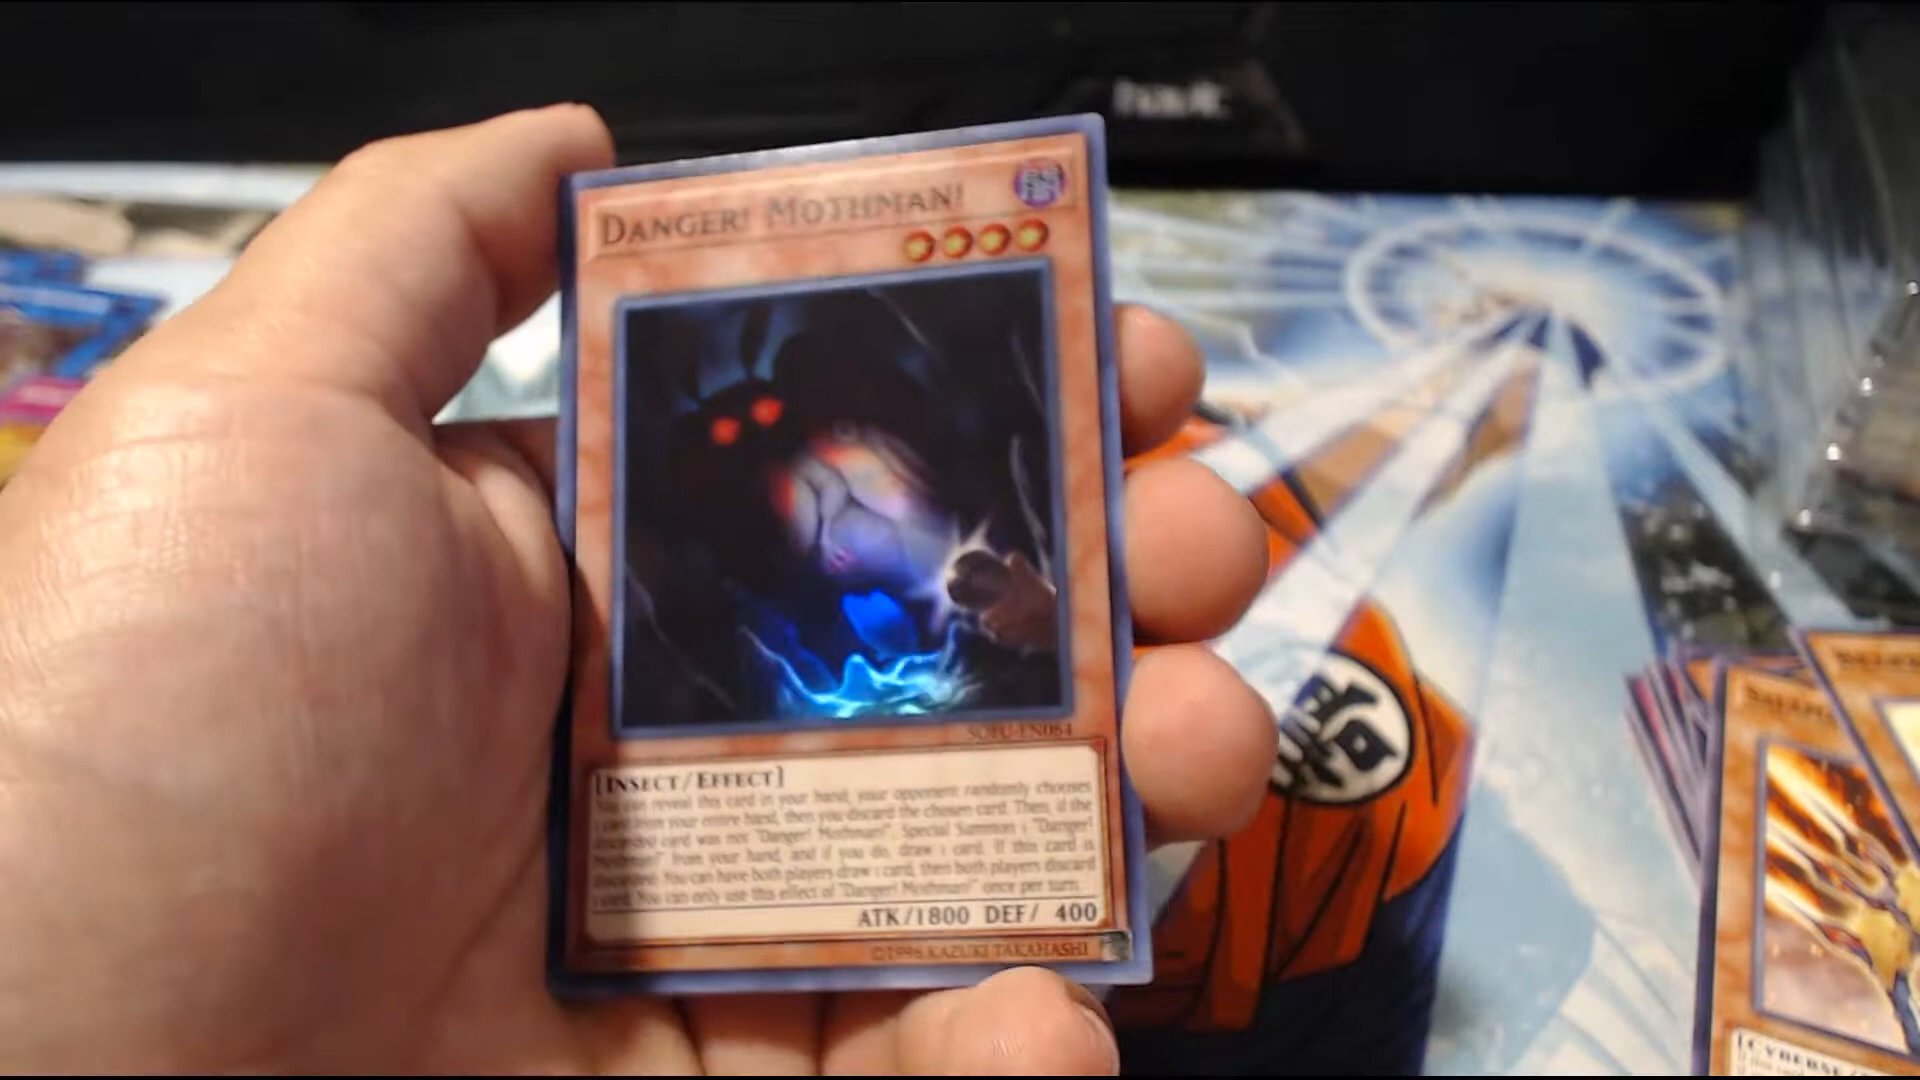 haut
DANGER! MOTHMAN!
SOFU-EN084
[INSECT/EFFECT]
You can reveal this card in your hand; your opponent randomly chooses
1 card from your entire hand, then you discard the chosen card. Then, if the
discarded card was not "Danger! Mothman!", Special Summon 1 "Danger!
Mothman!" from your hand, and if you do, draw 1 card. If this card is
discarded: You can have both players draw 1 card, then both players discard
1 card. You can only use this effect of "Danger! Mothman!" once per turn.
ATK/1800 DEF/ 400
©1996 KAZUKI TAKAHASHI
[CYBERSE